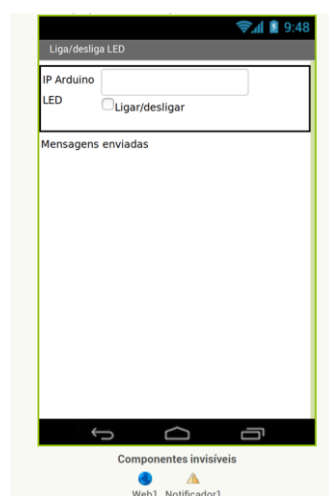 9:48
Liga/desliga LED
IP Arduino
LED
Ligar/desligar
Mensagens enviadas
Componentes invisíveis
Web1 Notificador1